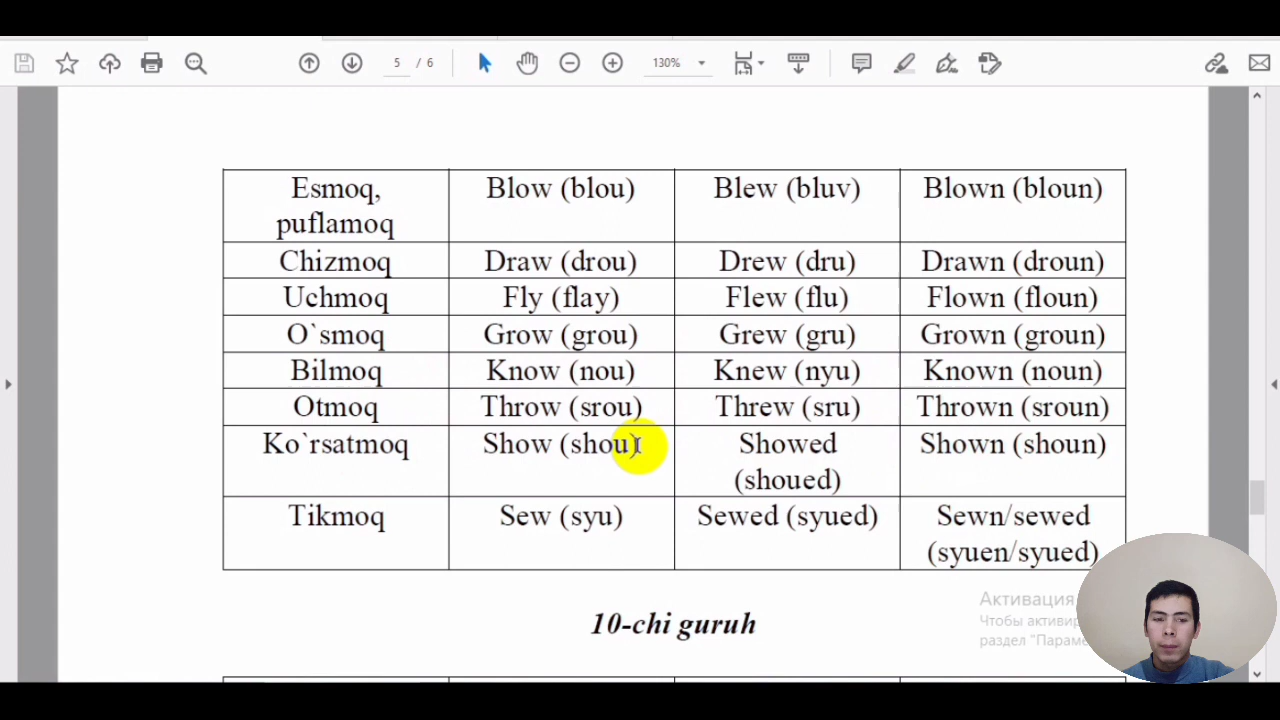 5 / 6
130%
Esmoq, Blow (blou) Blew (bluv) Blown (bloun)
puflamoq
Chizmoq Draw (drou) Drew (dru) Drawn (droun)
Uchmoq Fly (flay) Flew (flu) Flown (floun)
O`smoq Grow (grou) Grew (gru) Grown (groun)
Bilmoq Know (nou) Knew (nyu) Known (noun)
Otmoq Throw (srou) Threw (sru) Thrown (sroun)
Ko`rsatmoq Show (shou) Showed Shown (shoun)
(shoued)
Tikmoq Sew (syu) Sewed (syued) Sewn/sewed
(syuen/syued)
10-chi guruh
Активация
Чтобы активир
раздел "Параме